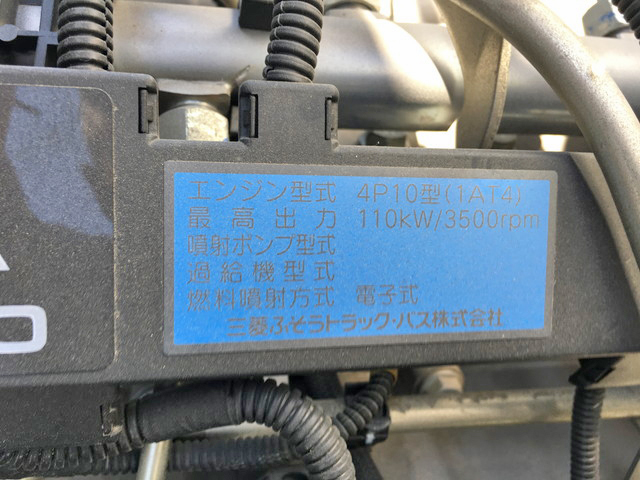 エンジン型式 4P10型(1AT4)
最高出力 110kW/3500rpm
噴射ポンプ型式
過給機型式
燃料噴射方式 電子式
三菱ふそうトラック・バス株式会社